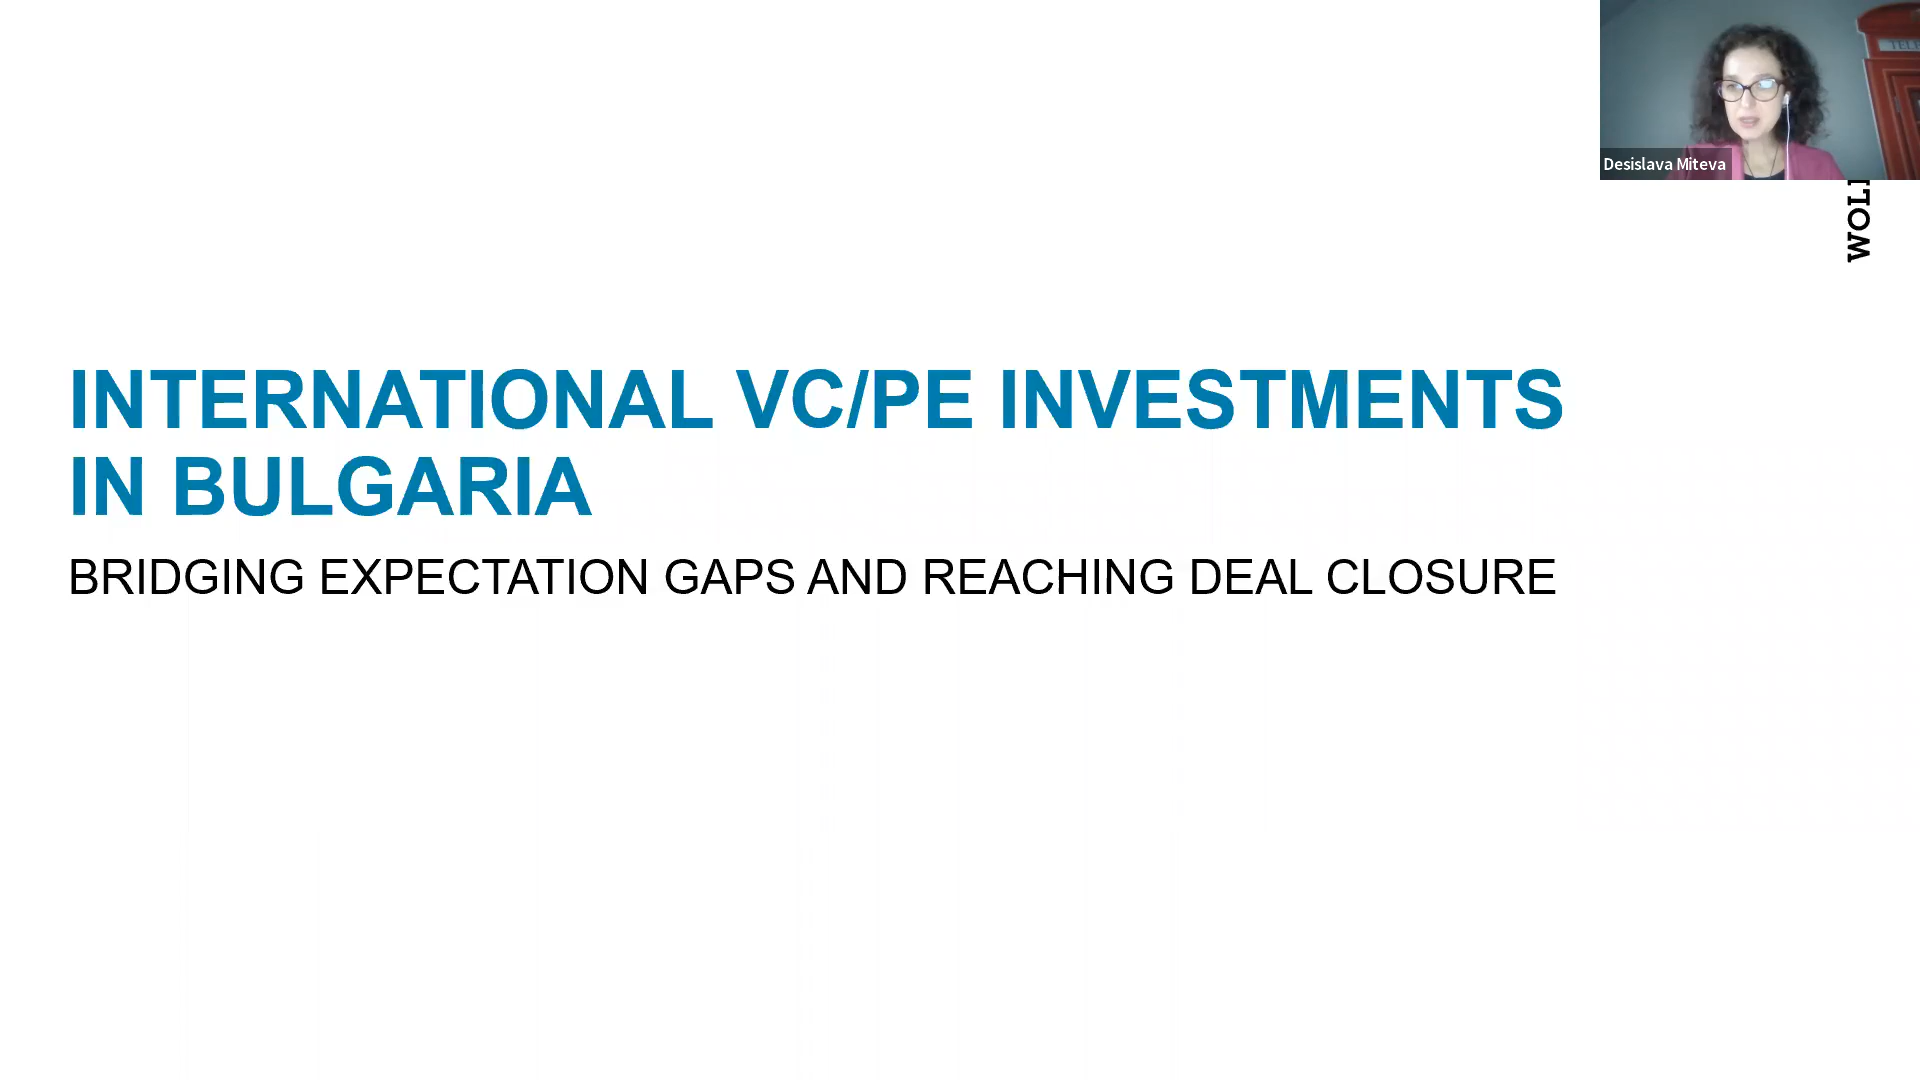 Desislava Miteva
INTERNATIONAL VC/PE INVESTMENTS
IN BULGARIA
BRIDGING EXPECTATION GAPS AND REACHING DEAL CLOSURE